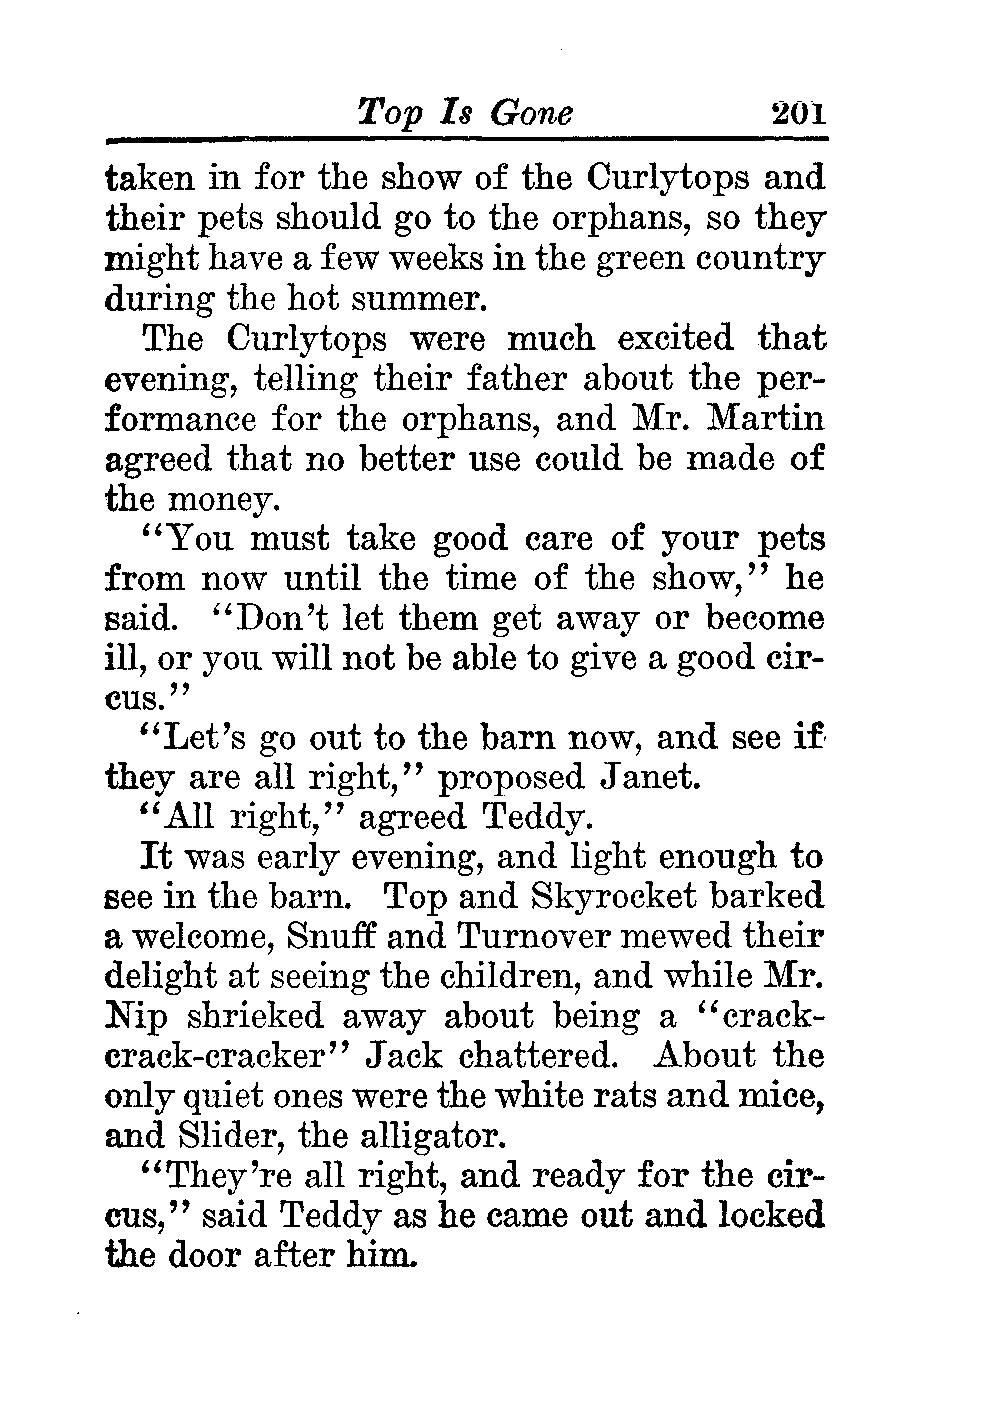 Top Is Gone 201
taken in for the show of the Curlytops and
their pets should go to the orphans, so they
might have a few weeks in the green country
during the hot summer.
The Curlytops were much excited that
evening, telling their father about the per-
formance for the orphans, and Mr. Martin
agreed that no better use could be made of
the money.
“You must take good care of your pets
from now until the time of the show,” he
said. “Don’t let them get away or become
ill, or you will not be able to give a good cir-
cus.”
“Let’s go out to the barn now, and see if
they are all right,” proposed Janet.
“All right,” agreed Teddy.
It was early evening, and light enough to
see in the barn. Top and Skyrocket barked
a welcome, Snuff and Turnover mewed their
delight at seeing the children, and while Mr.
Nip shrieked away about being a “crack-
crack-cracker” Jack chattered. About the
only quiet ones were the white rats and mice,
and Slider, the alligator.
“They’re all right, and ready for the cir-
cus,” said Teddy as he came out and locked
the door after him.